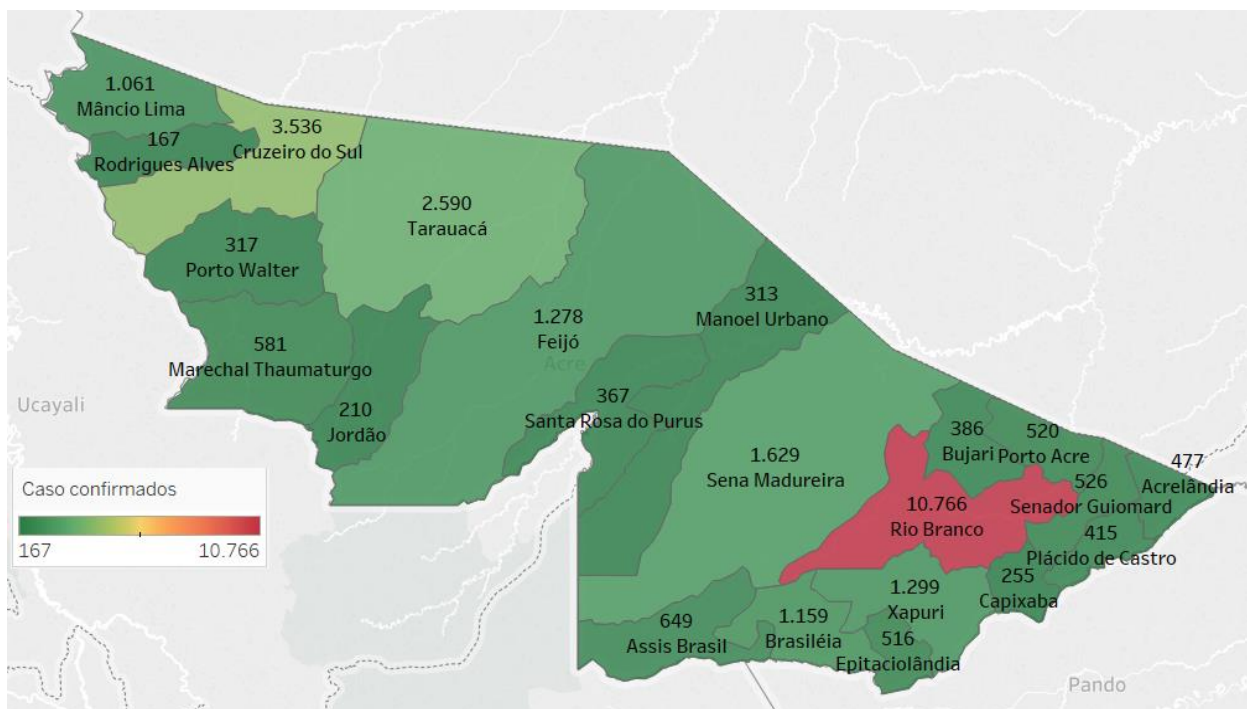 1.061
Mâncio Lima
167
Rodrigues Alves
3.536
Cruzeiro do Sul
2.590
Tarauacá
317
Porto Walter
1.278
Feijó
Acre
313
Manoel Urbano
581
Marechal Thaumaturgo
210
Jordão
367
Santa Rosa do Purus
Ucayali
1.629
Sena Madureira
386
Bujari
520
Porto Acre
477
Acrelândia
10.766
Rio Branco
526
Senador Guiomard
415
Plácido de Castro
255
Capixaba
1.299
Xapuri
649
Assis Brasil
1.159
Brasiléia
516
Epitaciolândia
Pando
Caso confirmados
167 10.766